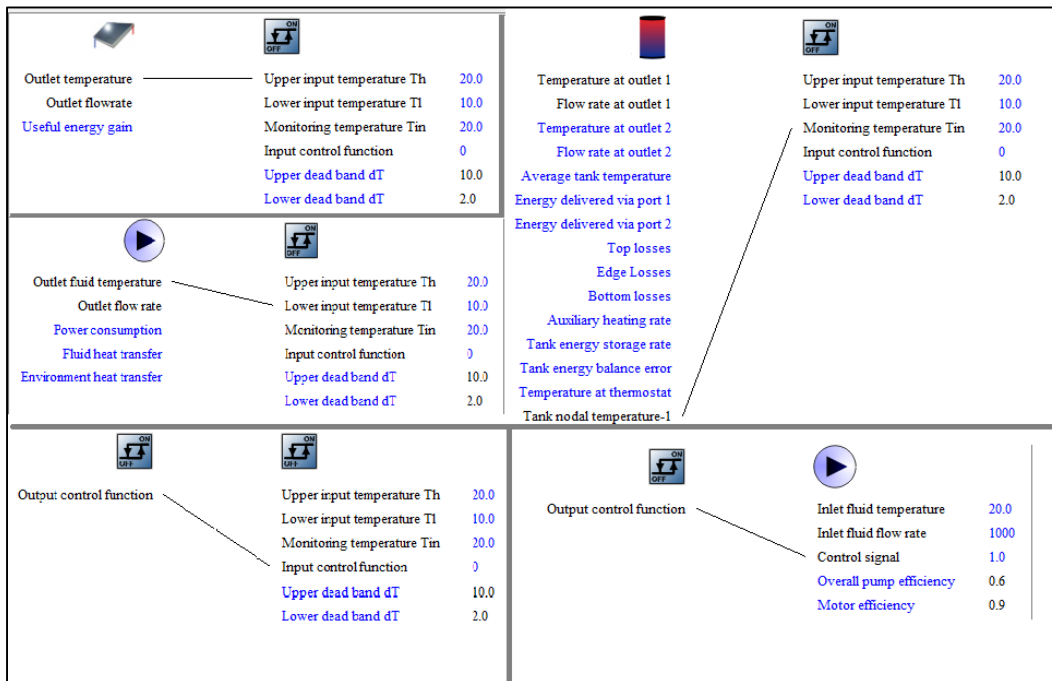 ON
OFF
Outlet temperature
Outlet flowrate
Useful energy gain
Upper input temperature Th 20.0
Lower input temperature Tl 10.0
Monitoring temperature Tin 20.0
Input control function 0
Upper dead band dT 10.0
Lower dead band dT 2.0
ON
OFF
Temperature at outlet 1
Flow rate at outlet 1
Temperature at outlet 2
Flow rate at outlet 2
Average tank temperature
Energy delivered via port 1
Energy delivered via port 2
Top losses
Edge Losses
Bottom losses
Auxiliary heating rate
Tank energy storage rate
Tank energy balance error
Temperature at thermostat
Tank nodal temperature-1
Upper input temperature Th 20.0
Lower input temperature Tl 10.0
Monitoring temperature Tin 20.0
Input control function 0
Upper dead band dT 10.0
Lower dead band dT 2.0
ON
OFF
Outlet fluid temperature
Outlet flow rate
Power consumption
Fluid heat transfer
Environment heat transfer
Upper input temperature Th 20.0
Lower input temperature Tl 10.0
Monitoring temperature Tin 20.0
Input control function 0
Upper dead band dT 10.0
Lower dead band dT 2.0
ON
OFF
ON
OFF
Output control function
Upper input temperature Th 20.0
Lower input temperature Tl 10.0
Monitoring temperature Tin 20.0
Input control function 0
Upper dead band dT 10.0
Lower dead band dT 2.0
ON
OFF
Output control function
Inlet fluid temperature 20.0
Inlet fluid flow rate 1000
Control signal 1.0
Overall pump efficiency 0.6
Motor efficiency 0.9